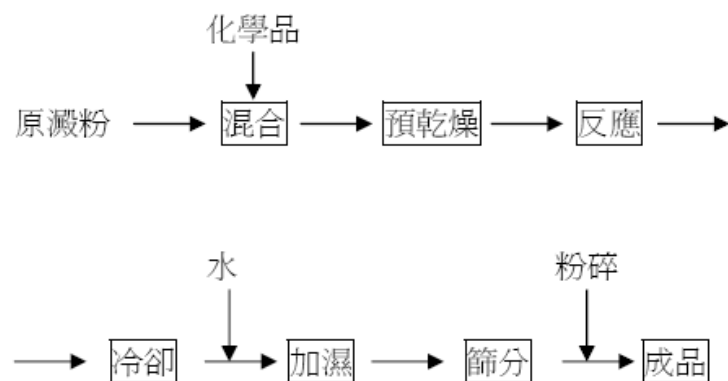 化學品
原澱粉 混合 預乾燥 反應
水 粉碎
冷卻 加濕 篩分 成品